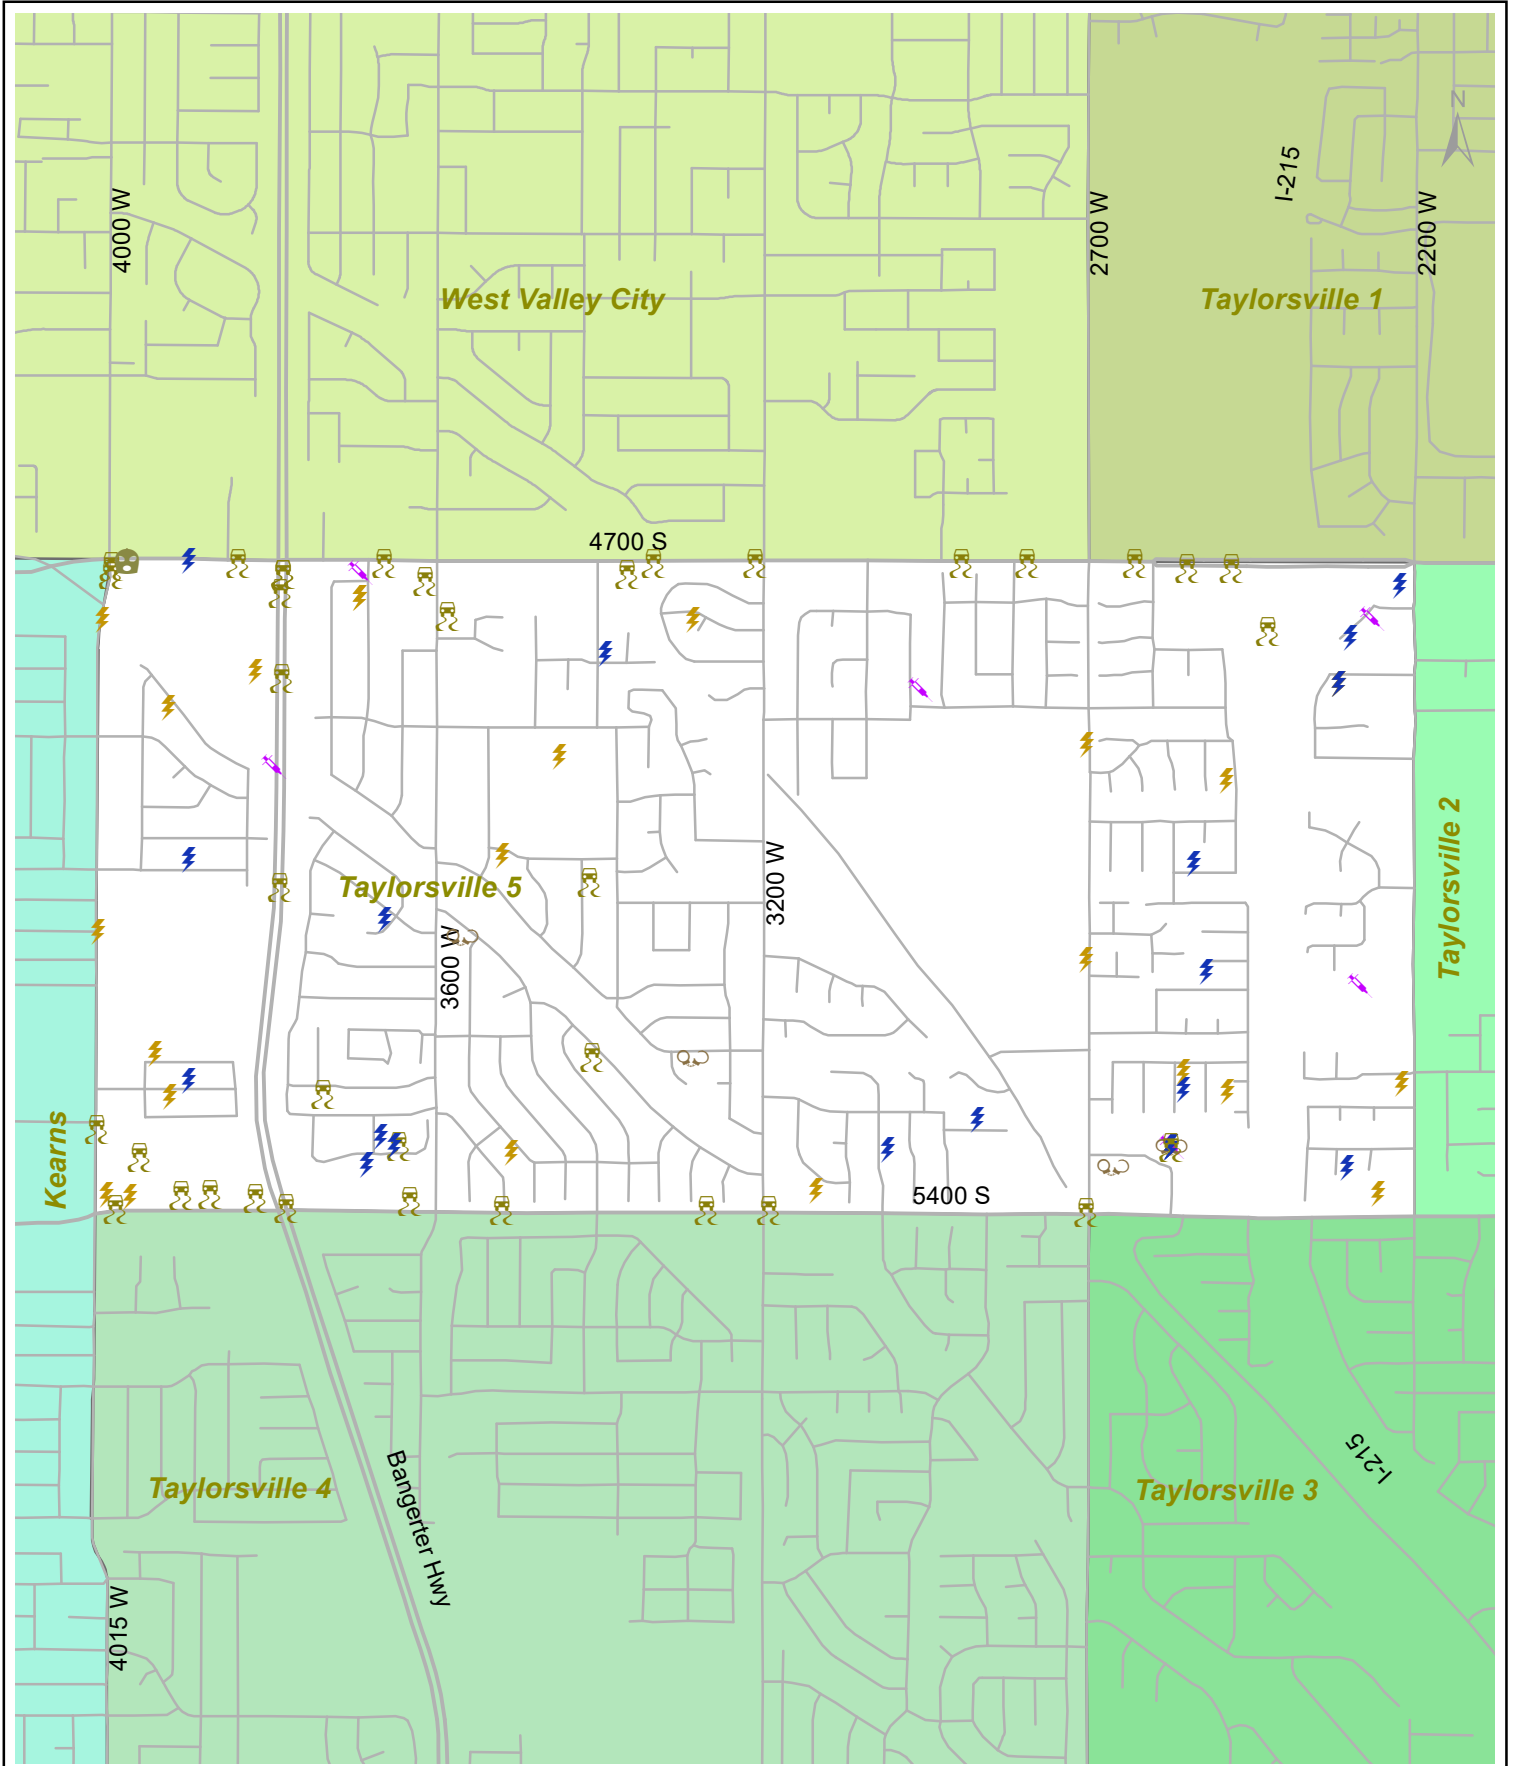 N
I-215
4000 W
2700 W
2200 W
West Valley City
Taylorsville 1
4700 S
Taylorsville 2
3200 W
Taylorsville 5
3600 W
Kearns
5400 S
Bangerter Hwy
I-215
Taylorsville 4
Taylorsville 3
4015 W